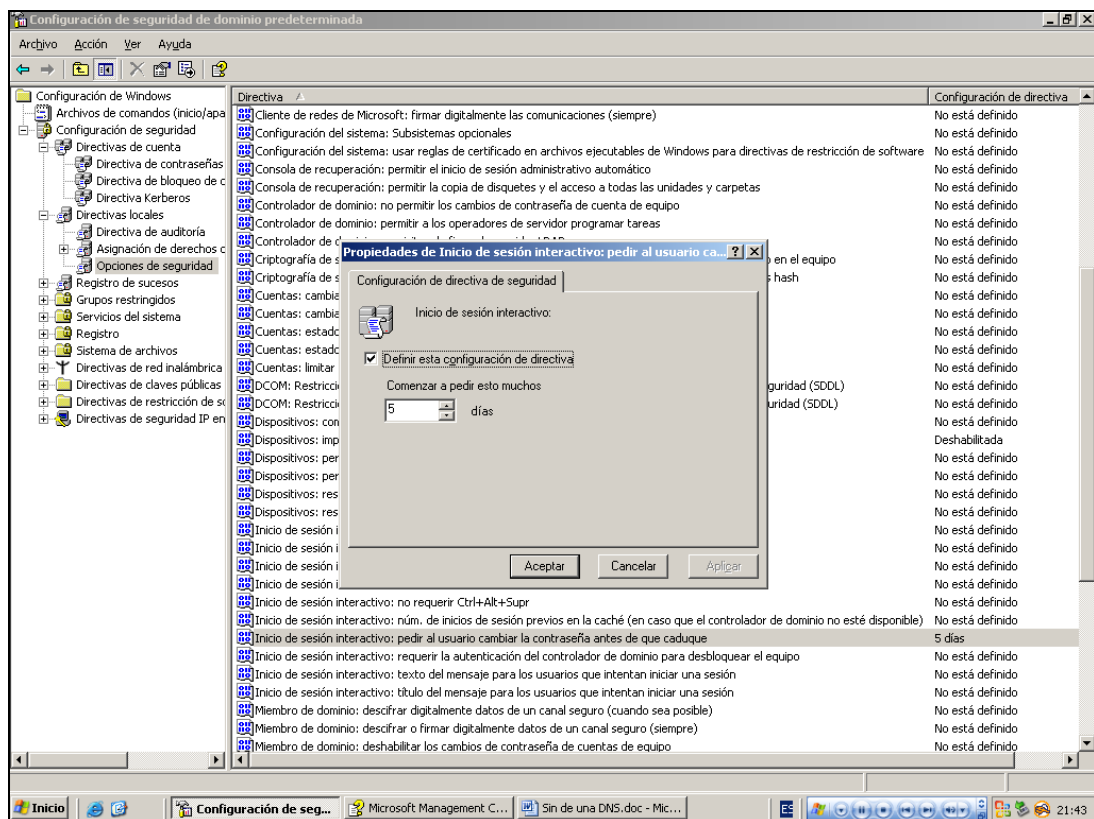 Configuración de seguridad de dominio predeterminada
Archivo Acción Ver Ayuda
Configuración de Windows
Archivos de comandos (inicio/apa
Configuración de seguridad
Directivas de cuenta
Directiva de contraseñas
Directiva de bloqueo de c
Directiva Kerberos
Directivas locales
Directiva de auditoría
Asignación de derechos c
Opciones de seguridad
Registro de sucesos
Grupos restringidos
Servicios del sistema
Registro
Sistema de archivos
Directivas de red inalámbrica
Directivas de claves públicas
Directivas de restricción de so
Directivas de seguridad IP en
Directiva Configuración de directiva
Cliente de redes de Microsoft: firmar digitalmente las comunicaciones (siempre) No está definido
Configuración del sistema: Subsistemas opcionales No está definido
Configuración del sistema: usar reglas de certificado en archivos ejecutables de Windows para directivas de restricción de software No está definido
Consola de recuperación: permitir el inicio de sesión administrativo automático No está definido
Consola de recuperación: permitir la copia de disquetes y el acceso a todas las unidades y carpetas No está definido
Controlador de dominio: no permitir los cambios de contraseña de cuenta de equipo No está definido
Controlador de dominio: permitir a los operadores de servidor programar tareas No está definido
Controlador de No está definido
Criptografía de s o en el equipo No está definido
Criptografía de s s hash No está definido
Cuentas: cambia No está definido
Cuentas: cambia No está definido
Cuentas: estado No está definido
Cuentas: estado No está definido
Cuentas: limitar No está definido
DCOM: Restricci guridad (SDDL) No está definido
DCOM: Restricci uridad (SDDL) No está definido
Dispositivos: con No está definido
Dispositivos: imp Deshabilitada
Dispositivos: per No está definido
Dispositivos: per No está definido
Dispositivos: res No está definido
Dispositivos: res No está definido
Inicio de sesión i No está definido
Inicio de sesión i No está definido
Inicio de sesión i No está definido
Inicio de sesión i No está definido
Inicio de sesión interactivo: no requerir Ctrl+Alt+Supr No está definido
Inicio de sesión interactivo: núm. de inicios de sesión previos en la caché (en caso que el controlador de dominio no esté disponible) No está definido
Inicio de sesión interactivo: pedir al usuario cambiar la contraseña antes de que caduque 5 días
Inicio de sesión interactivo: requerir la autenticación del controlador de dominio para desbloquear el equipo No está definido
Inicio de sesión interactivo: texto del mensaje para los usuarios que intentan iniciar una sesión No está definido
Inicio de sesión interactivo: título del mensaje para los usuarios que intentan iniciar una sesión No está definido
Miembro de dominio: descifrar digitalmente datos de un canal seguro (cuando sea posible) No está definido
Miembro de dominio: descifrar o firmar digitalmente datos de un canal seguro (siempre) No está definido
Miembro de dominio: deshabilitar los cambios de contraseña de cuentas de equipo No está definido
Propiedades de Inicio de sesión interactivo: pedir al usuario ca...
Configuración de directiva de seguridad
Inicio de sesión interactivo:
Definir esta configuración de directiva
Comenzar a pedir esto muchos
5 días
Aceptar Cancelar Aplicar
Inicio Configuración de seg... Microsoft Management C... Sin de una DNS.doc - Mic... ES 21:43